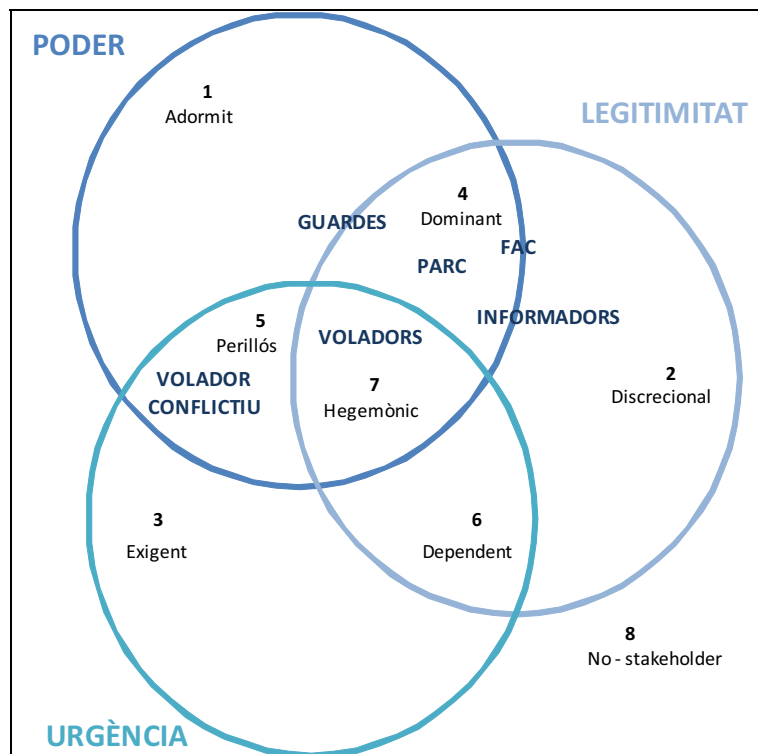 PODER
1
Adormit
LEGITIMITAT
4
Dominant
GUARDES
FAC
PARC
INFORMADORS
5
Perillós
VOLADORS
VOLADOR
CONFLICTIU
7
Hegemònic
2
Discrecional
3
Exigent
6
Dependent
8
No - stakeholder
URGÈNCIA